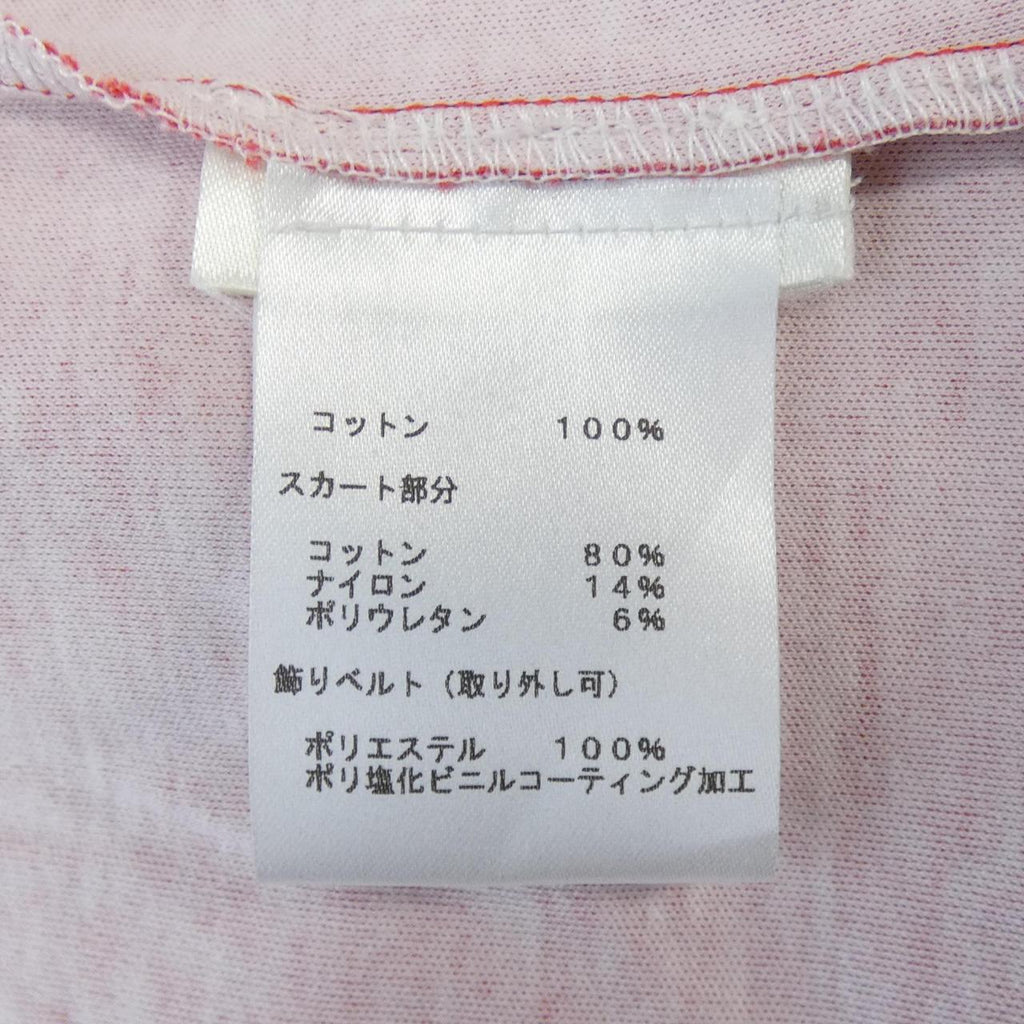 コットン　１００％
スカート部分
コットン　８０％
ナイロン　１４％
ポリウレタン　６％
飾りベルト（取り外し可）
ポリエステル　１００％
ポリ塩化ビニルコーティング加工